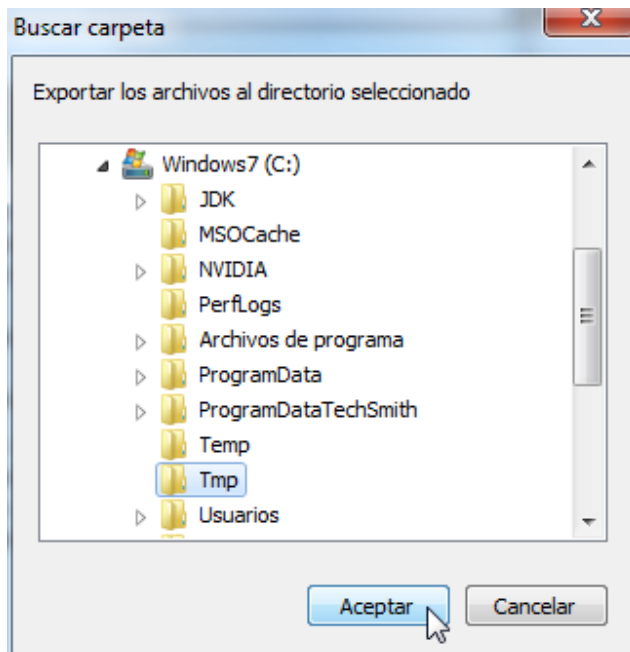 Buscar carpeta
Exportar los archivos al directorio seleccionado
Windows7 (C:)
JDK
MSOCache
NVIDIA
PerfLogs
Archivos de programa
ProgramData
ProgramDataTechSmith
Temp
Tmp
Usuarios
Aceptar Cancelar